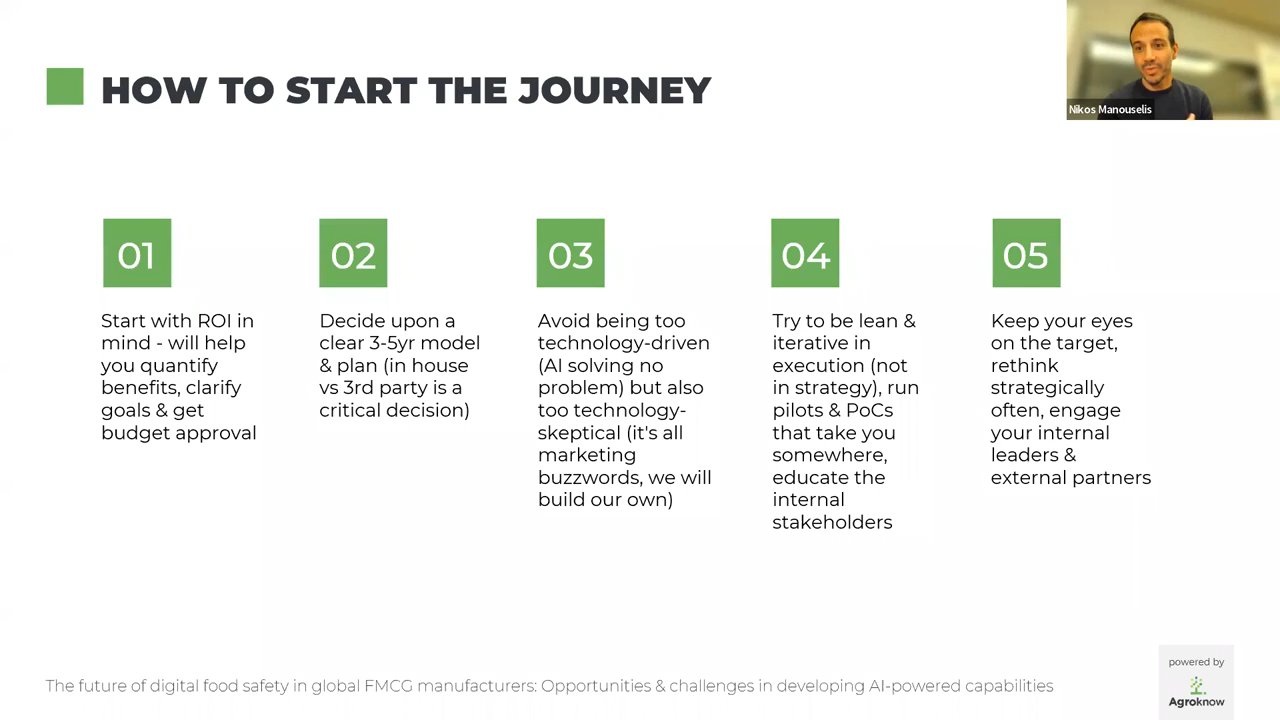 HOW TO START THE JOURNEY
Nikos Manouselis
01
Start with ROI in
mind - will help
you quantify
benefits, clarify
goals & get
budget approval
02
Decide upon a
clear 3-5yr model
& plan (in house
vs 3rd party is a
critical decision)
03
Avoid being too
technology-driven
(AI solving no
problem) but also
too technology-
skeptical (it's all
marketing
buzzwords, we will
build our own)
04
Try to be lean &
iterative in
execution (not
in strategy), run
pilots & PoCs
that take you
somewhere,
educate the
internal
stakeholders
05
Keep your eyes
on the target,
rethink
strategically
often, engage
your internal
leaders &
external partners
The future of digital food safety in global FMCG manufacturers: Opportunities & challenges in developing AI-powered capabilities
powered by
Agroknow